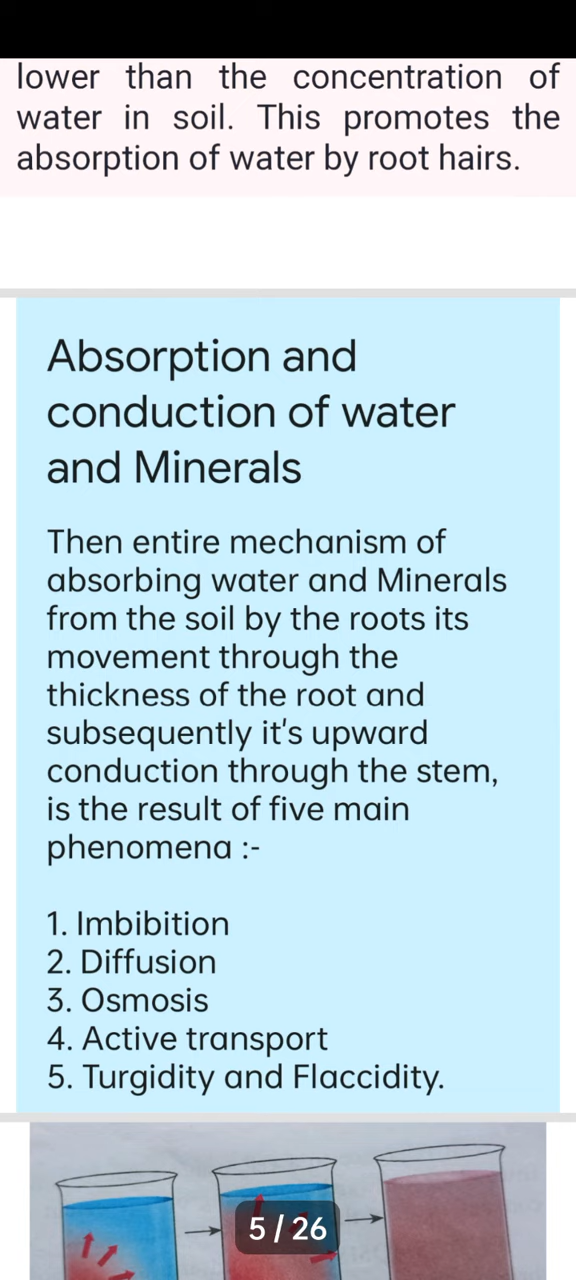 lower than the concentration of
water in soil. This promotes the
absorption of water by root hairs.
Absorption and
conduction of water
and Minerals
Then entire mechanism of
absorbing water and Minerals
from the soil by the roots its
movement through the
thickness of the root and
subsequently it's upward
conduction through the stem,
is the result of five main
phenomena :-
1. Imbibition
2. Diffusion
3. Osmosis
4. Active transport
5. Turgidity and Flaccidity.
5 / 26